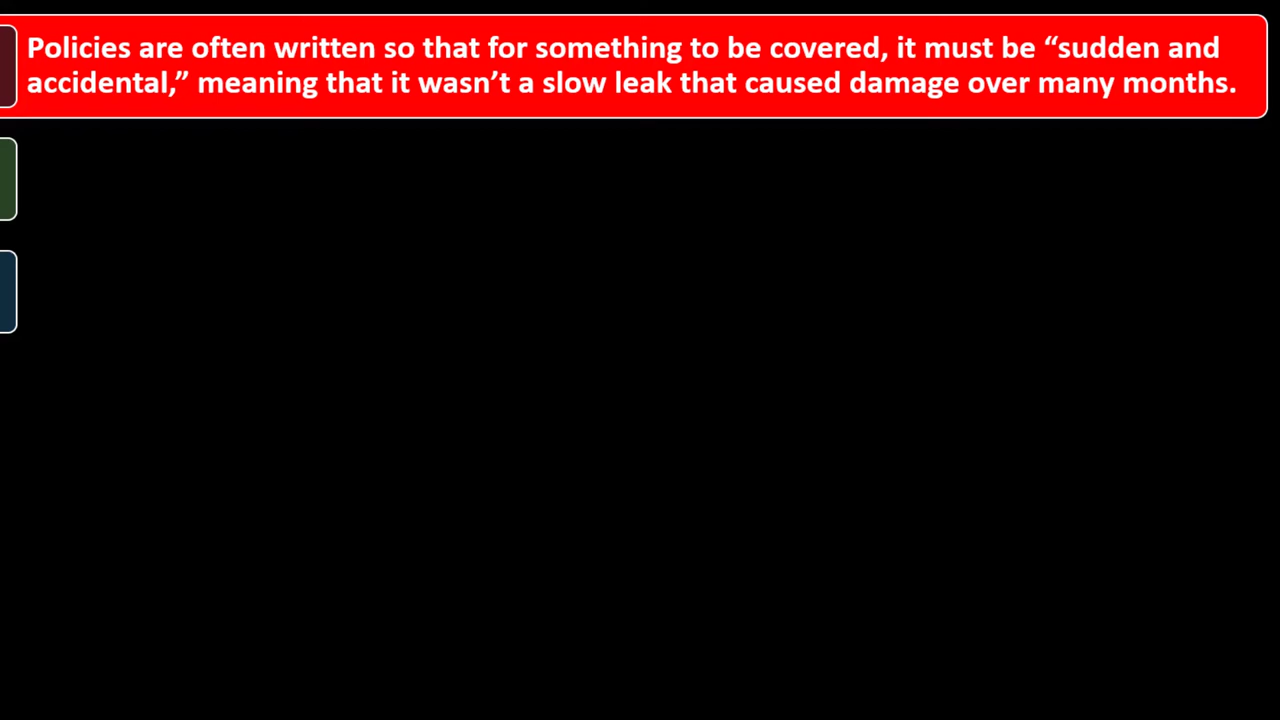 Policies are often written so that for something to be covered, it must be “sudden and
accidental,” meaning that it wasn’t a slow leak that caused damage over many months.